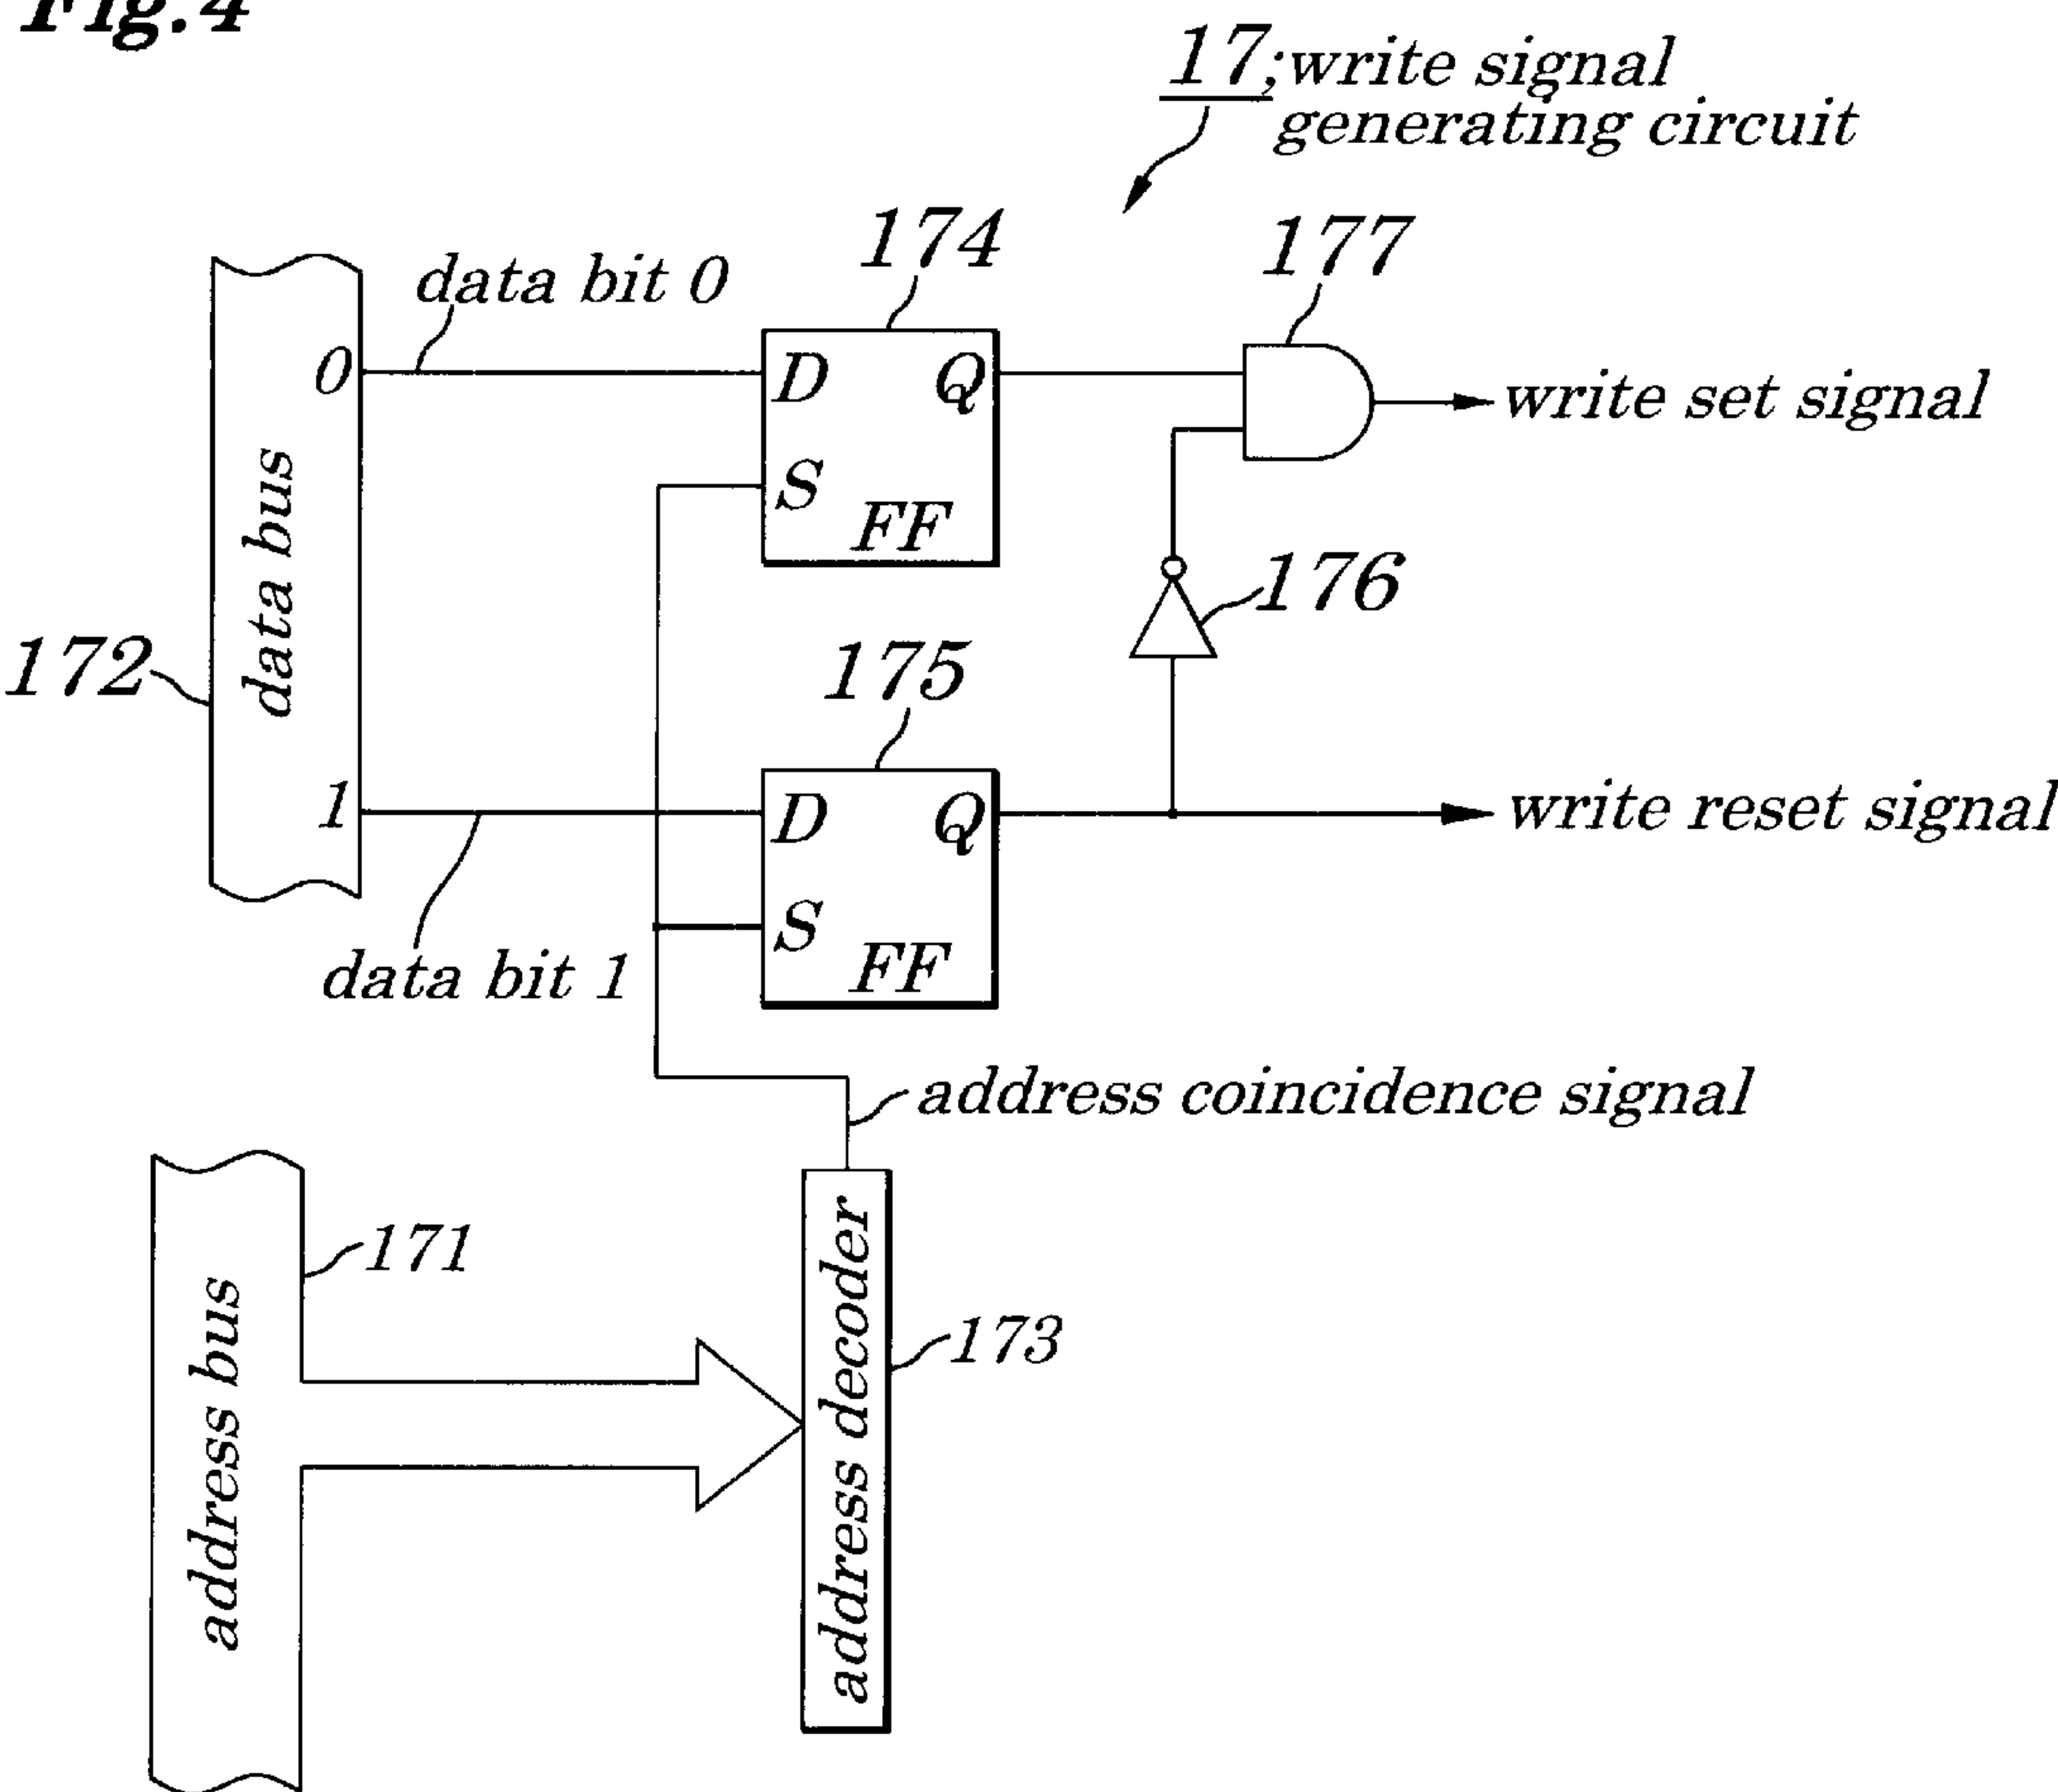 Fig.4
17;write signal
generating circuit
174
177
data bit 0
0
D
Q
write set signal
data bus
S
FF
176
172
175
1
D
Q
write reset signal
S
FF
data bit 1
address coincidence signal
171
address bus
address decoder
173